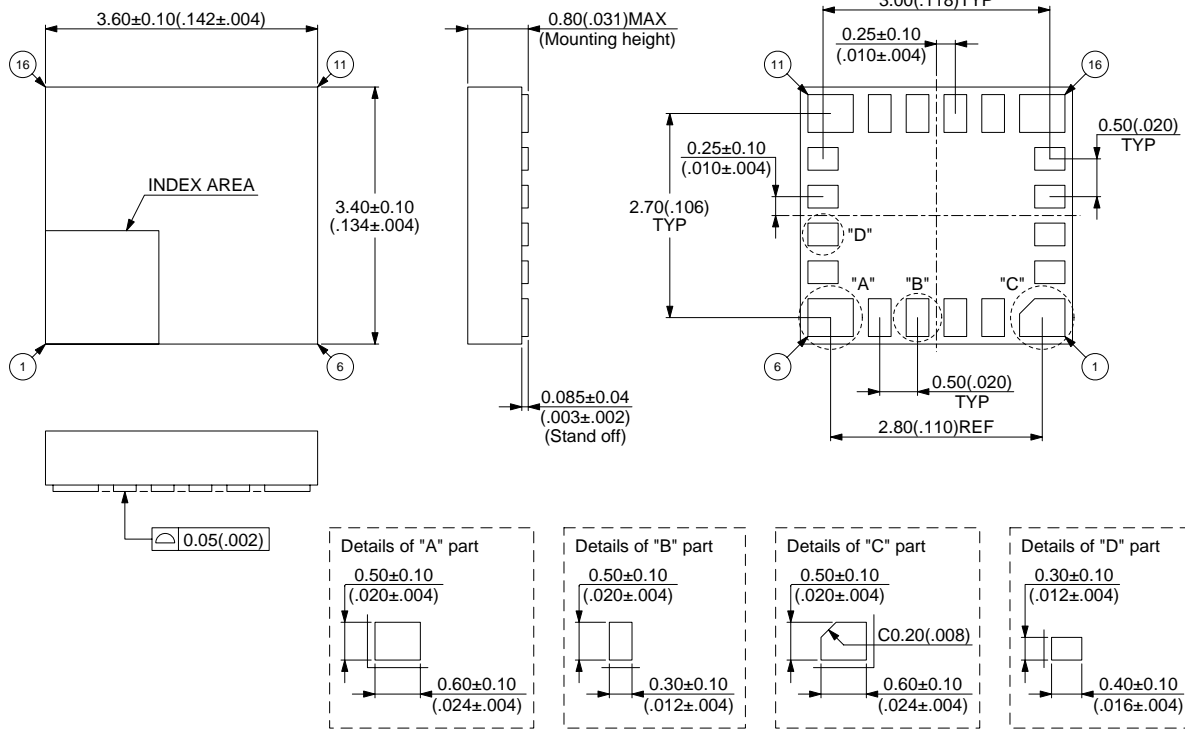 3.60±0.10(.142±.004)
16
11
INDEX AREA
3.40±0.10
(.134±.004)
1
6
0.80(.031)MAX
(Mounting height)
0.085±0.04
(.003±.002)
(Stand off)
3.00(.118)TYP
0.25±0.10
(.010±.004)
11
16
0.50(.020)
TYP
0.25±0.10
(.010±.004)
2.70(.106)
TYP
"D"
"A"
"B"
"C"
6
1
0.50(.020)
TYP
2.80(.110)REF
0.05(.002)
Details of "A" part
0.50±0.10
(.020±.004)
0.60±0.10
(.024±.004)
Details of "B" part
0.50±0.10
(.020±.004)
0.30±0.10
(.012±.004)
Details of "C" part
0.50±0.10
(.020±.004)
C0.20(.008)
0.60±0.10
(.024±.004)
Details of "D" part
0.30±0.10
(.012±.004)
0.40±0.10
(.016±.004)